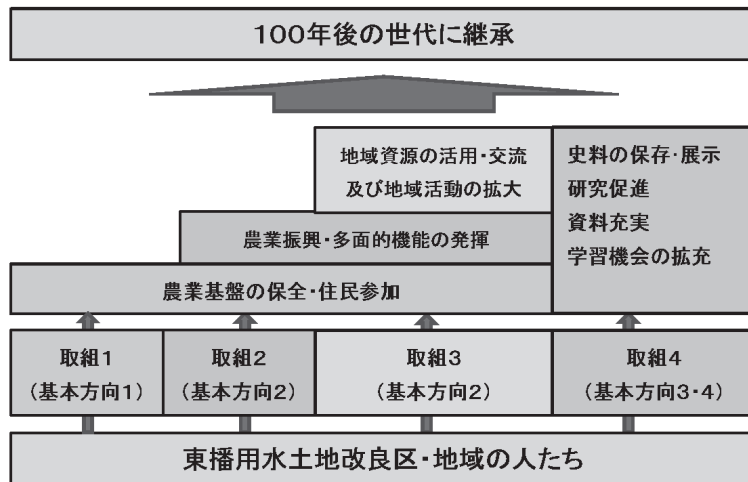 100年後の世代に継承
地域資源の活用・交流
及び地域活動の拡大
史料の保存・展示
研究促進
資料充実
学習機会の拡充
農業振興・多面的機能の発揮
農業基盤の保全・住民参加
取組1
(基本方向1)
取組2
(基本方向2)
取組3
(基本方向2)
取組4
(基本方向3・4)
東播用水土地改良区・地域の人たち